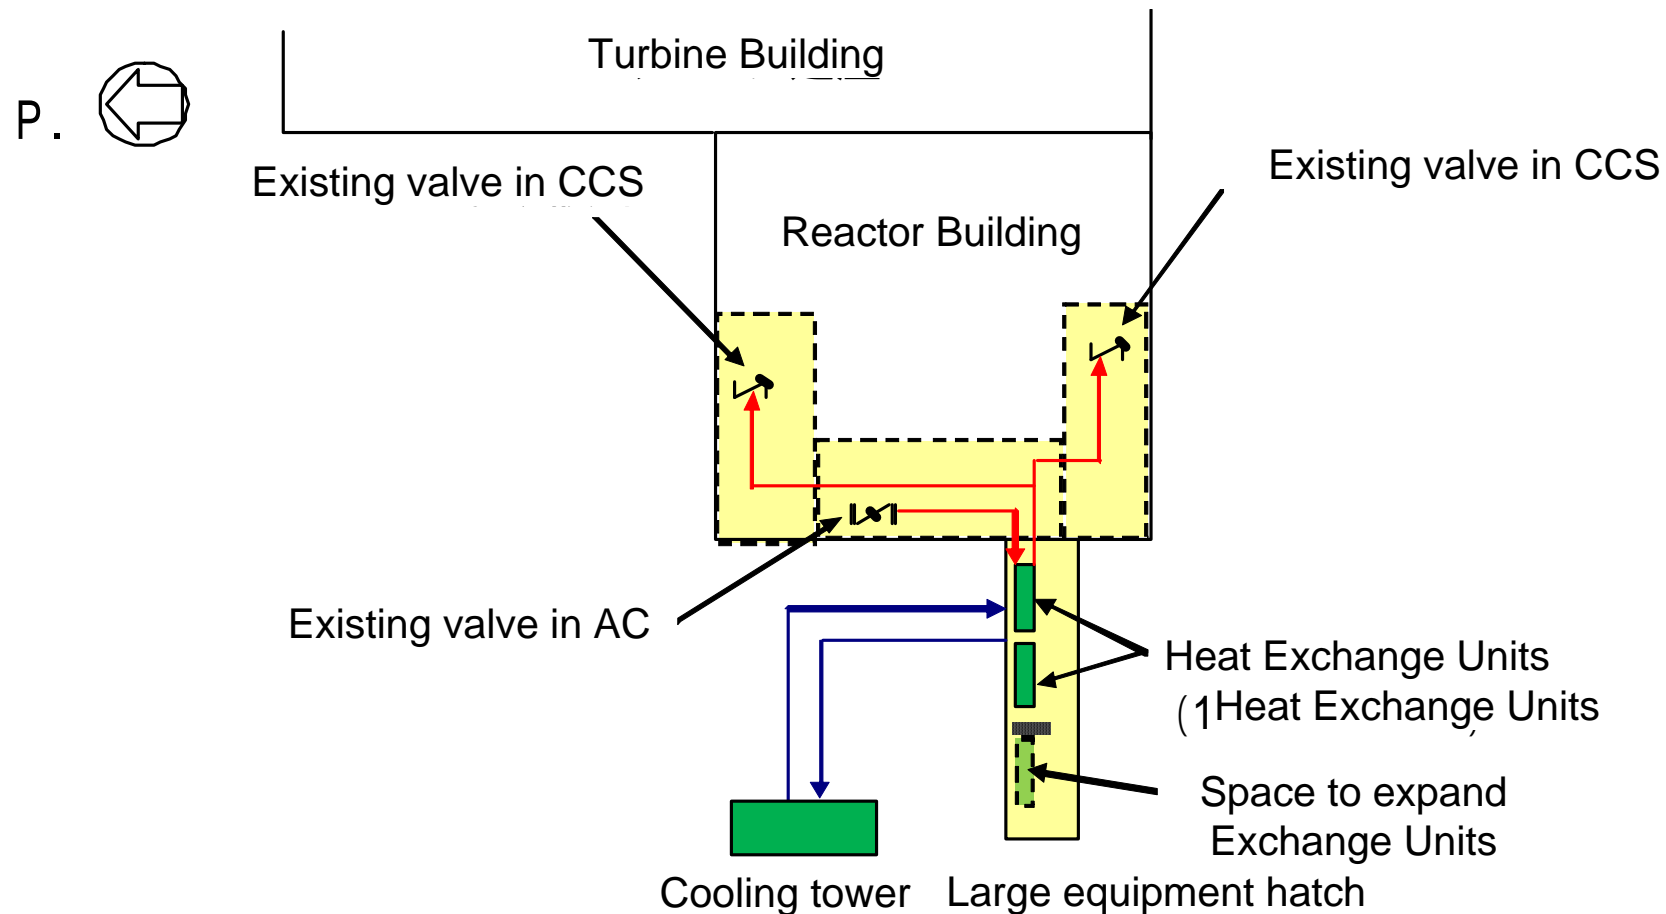 Turbine Building
P.
Existing valve in CCS
Existing valve in CCS
Reactor Building
Existing valve in AC
Heat Exchange Units
(1Heat Exchange Units
Space to expand
Exchange Units
Cooling tower
Large equipment hatch